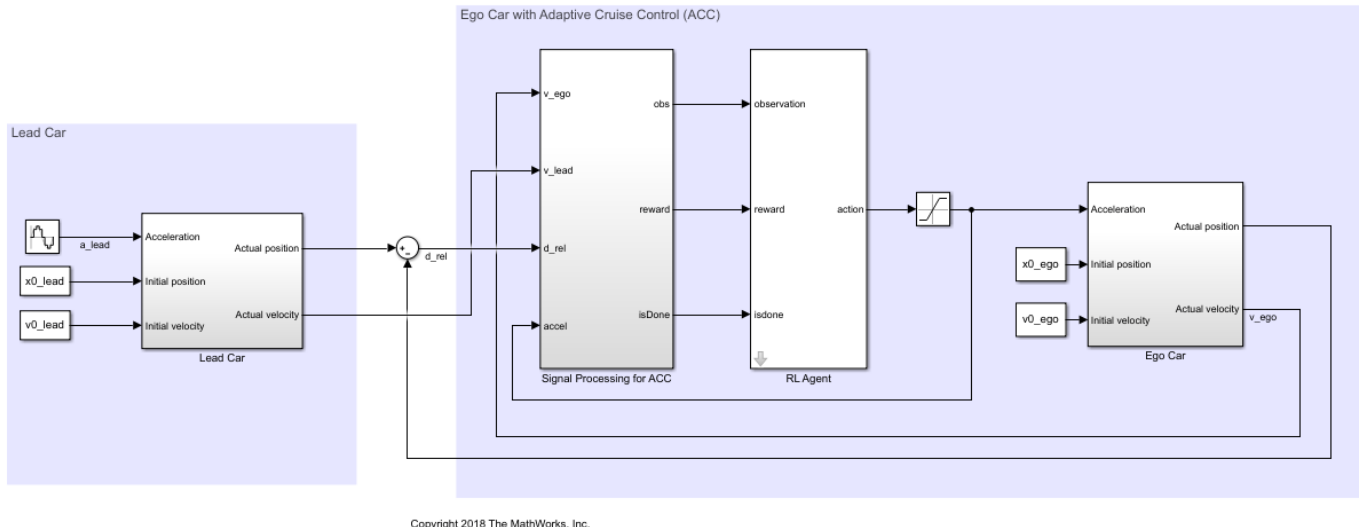 Ego Car with Adaptive Cruise Control (ACC)
Lead Car
a_lead
x0_lead
v0_lead
Acceleration
Initial position
Initial velocity
Actual position
Actual velocity
Lead Car
+
-
d_rel
v_ego
v_lead
d_rel
accel
obs
reward
isDone
Signal Processing for ACC
observation
reward
isdone
action
RL Agent
x0_ego
v0_ego
Acceleration
Initial position
Initial velocity
Actual position
Actual velocity
v_ego
Ego Car
Copyright 2018 The MathWorks, Inc.